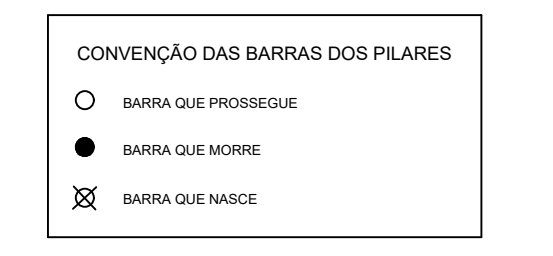 CONVENÇÃO DAS BARRAS DOS PILARES
BARRA QUE PROSSEGUE
BARRA QUE MORRE
BARRA QUE NASCE